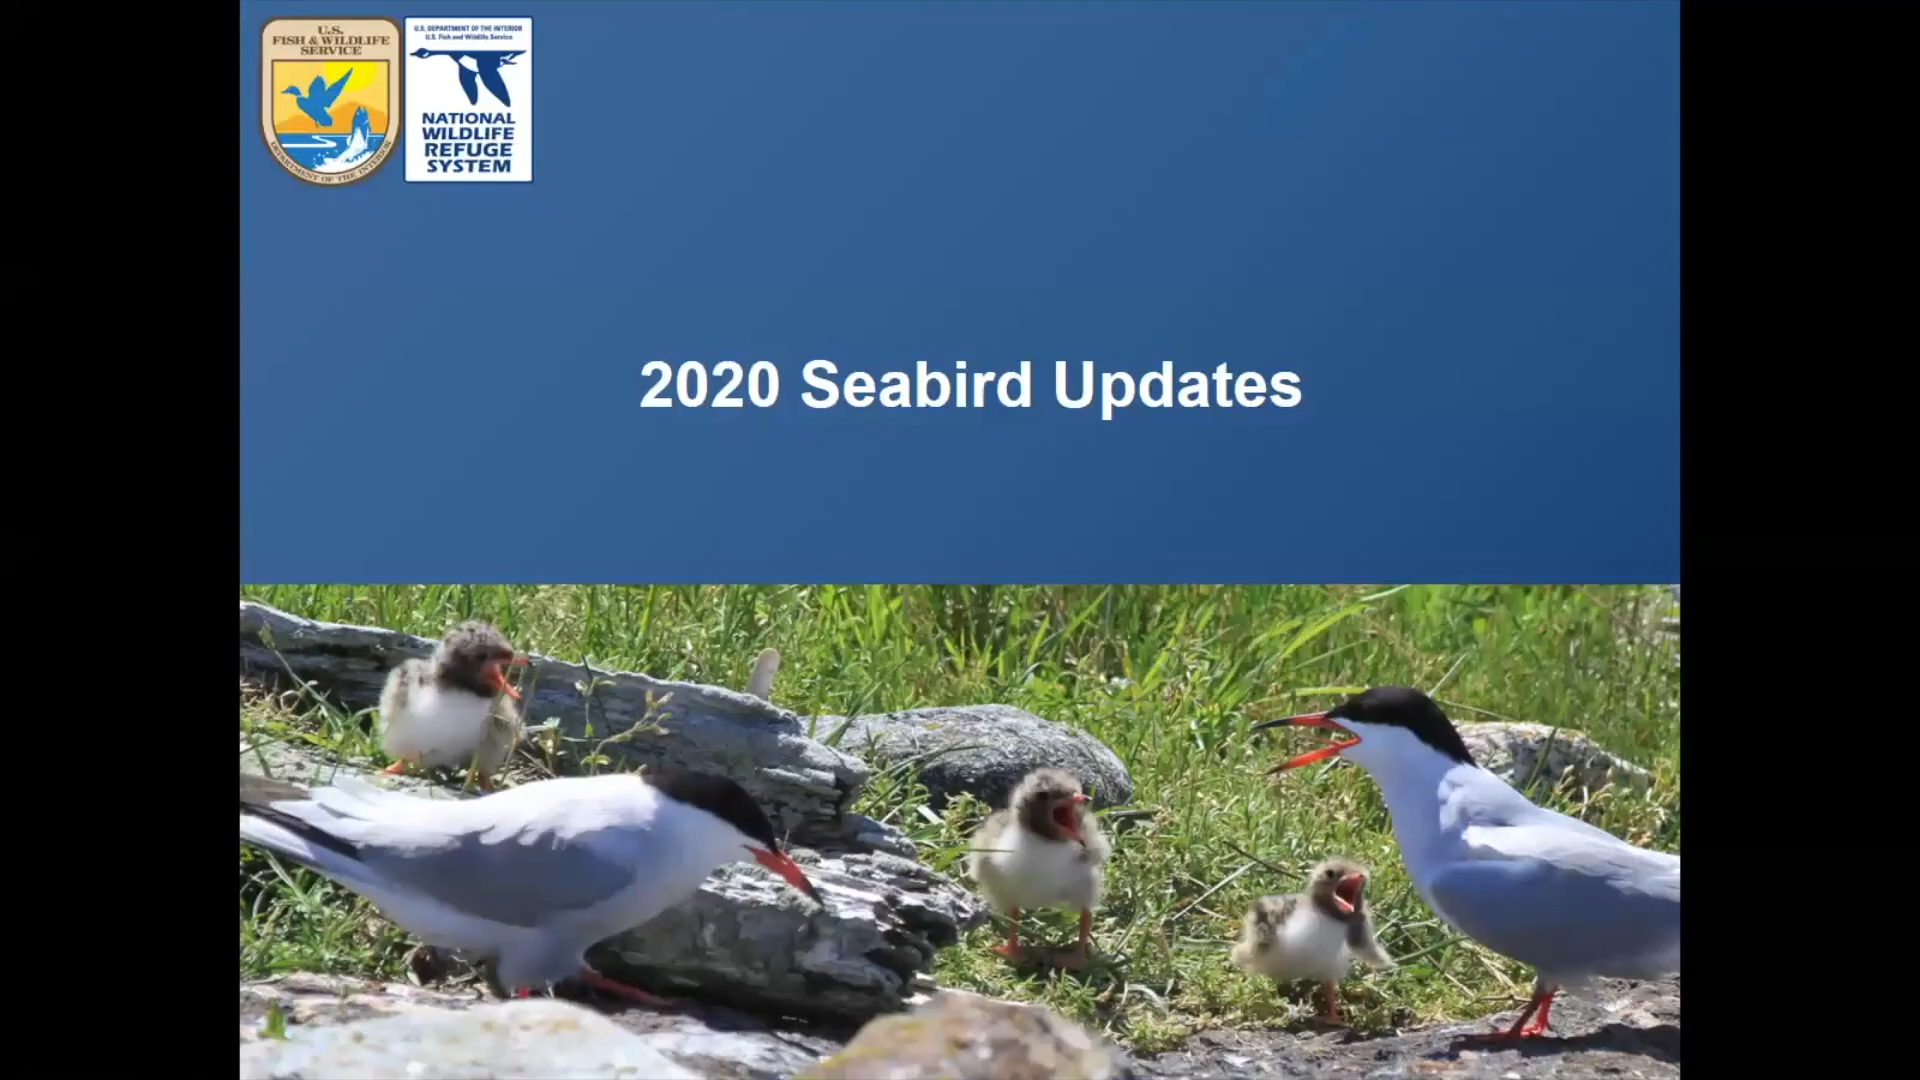 U.S.
FISH & WILDLIFE
SERVICE
DEPARTMENT OF THE INTERIOR
U.S. DEPARTMENT OF THE INTERIOR
U.S. Fish and Wildlife Service
NATIONAL
WILDLIFE
REFUGE
SYSTEM
2020 Seabird Updates